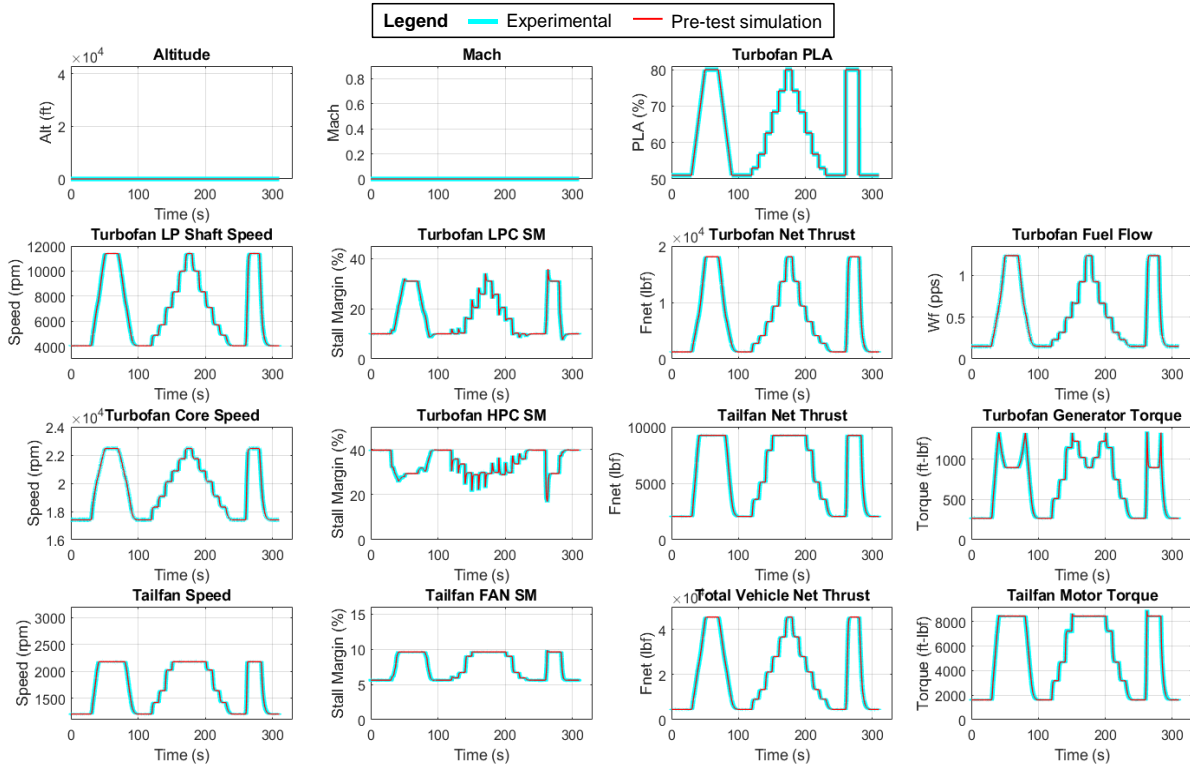 Legend Experimental Pre-test simulation
×10⁴ Altitude
Alt (ft)
4
2
0
0 100 200 300
Time (s)
Mach
Mach
0.8
0.6
0.4
0.2
0
0 100 200 300
Time (s)
Turbofan PLA
PLA (%)
80
70
60
50
0 100 200 300
Time (s)
Turbofan LP Shaft Speed
Speed (rpm)
12000
10000
8000
6000
4000
0 100 200 300
Time (s)
Turbofan LPC SM
Stall Margin (%)
40
20
0
0 100 200 300
Time (s)
×10⁴ Turbofan Net Thrust
Fnet (lbf)
2
1
0
0 100 200 300
Time (s)
Turbofan Fuel Flow
Wf (pps)
1
0.5
0
0 100 200 300
Time (s)
×10⁴ Turbofan Core Speed
Speed (rpm)
2.4
2.2
2
1.8
1.6
0 100 200 300
Time (s)
Turbofan HPC SM
Stall Margin (%)
40
20
0
0 100 200 300
Time (s)
Tailfan Net Thrust
Fnet (lbf)
10000
5000
0
0 100 200 300
Time (s)
Turbofan Generator Torque
Torque (ft-lbf)
1000
500
0
0 100 200 300
Time (s)
Tailfan Speed
Speed (rpm)
3000
2500
2000
1500
0 100 200 300
Time (s)
Tailfan FAN SM
Stall Margin (%)
15
10
5
0
0 100 200 300
Time (s)
Total Vehicle Net Thrust
Fnet (lbf)
4
2
0
0 100 200 300
Time (s)
Tailfan Motor Torque
Torque (ft-lbf)
8000
6000
4000
2000
0
0 100 200 300
Time (s)